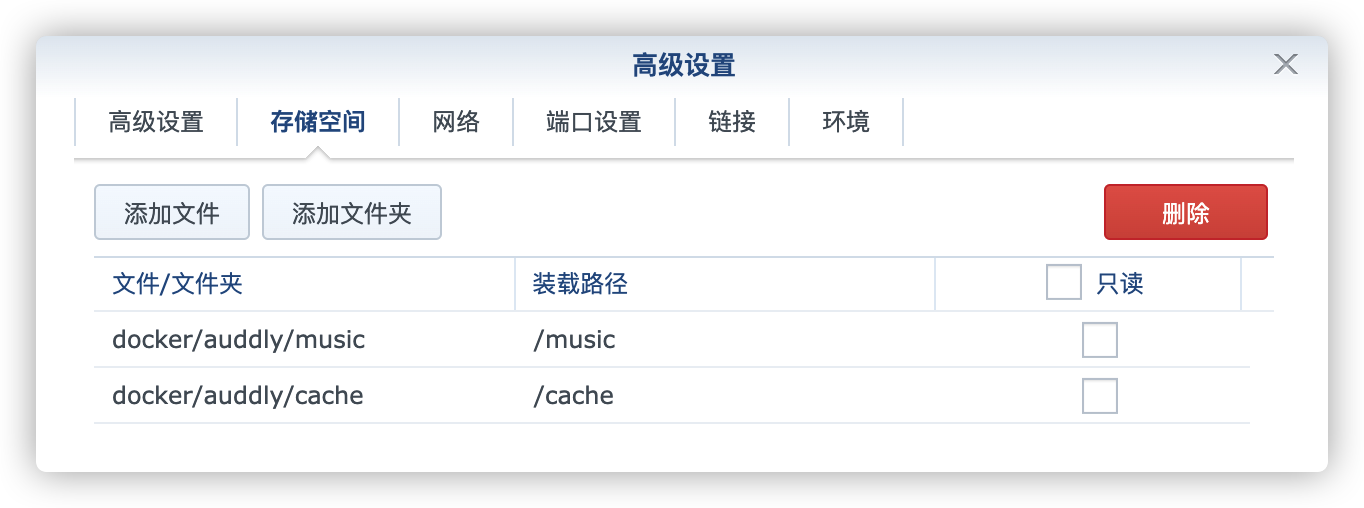 高级设置
高级设置 存储空间 网络 端口设置 链接 环境
添加文件 添加文件夹 删除
文件/文件夹 装载路径 只读
docker/auddly/music /music
docker/auddly/cache /cache